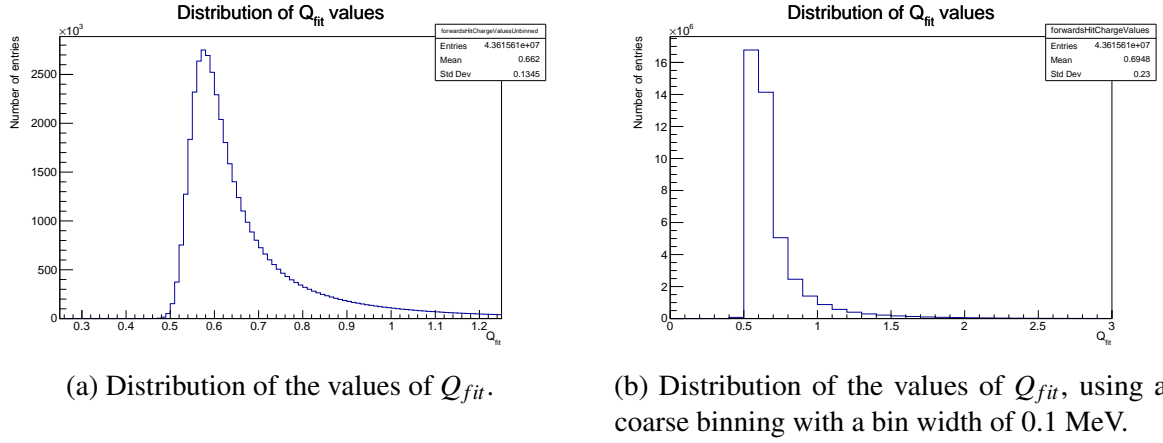 Distribution of Q_fit values
×10³
Number of entries
2500
2000
1500
1000
500
0
0.3 0.4 0.5 0.6 0.7 0.8 0.9 1 1.1 1.2
Q_fit
forwardsHitChargeValuesUnbinned
Entries 4.361561e+07
Mean 0.662
Std Dev 0.1345
(a) Distribution of the values of Q_fit.
Distribution of Q_fit values
×10⁶
Number of entries
16
14
12
10
8
6
4
2
0
0 0.5 1 1.5 2 2.5 3
Q_fit
forwardsHitChargeValues
Entries 4.361561e+07
Mean 0.6948
Std Dev 0.23
(b) Distribution of the values of Q_fit, using a
coarse binning with a bin width of 0.1 MeV.